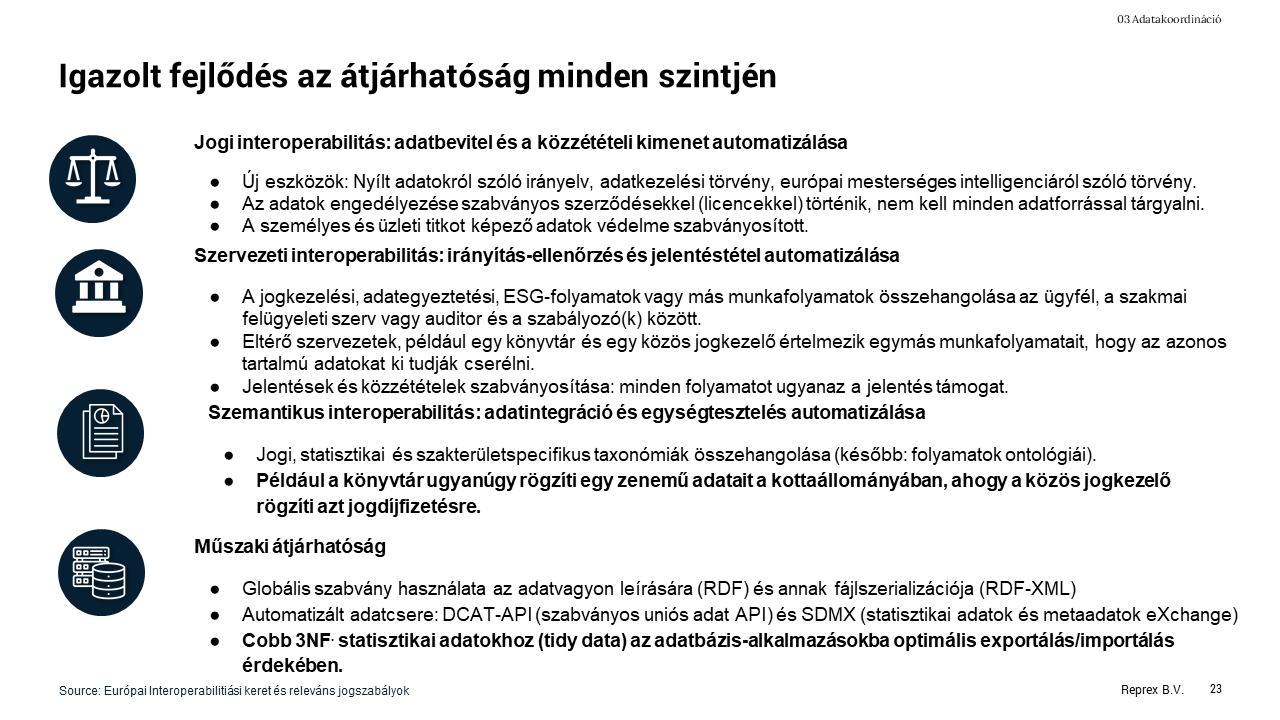 03 Adatakoordináció
Igazolt fejlődés az átjárhatóság minden szintjén
Jogi interoperabilitás: adatbevitel és a közzétételi kimenet automatizálása
● Új eszközök: Nyílt adatokról szóló irányelv, adatkezelési törvény, európai mesterséges intelligenciáról szóló törvény.
● Az adatok engedélyezése szabványos szerződésekkel (licencekkel) történik, nem kell minden adatforrással tárgyalni.
● A személyes és üzleti titkot képező adatok védelme szabványosított.
Szervezeti interoperabilitás: irányítás-ellenőrzés és jelentéstétel automatizálása
● A jogkezelési, adategyeztetési, ESG-folyamatok vagy más munkafolyamatok összehangolása az ügyfél, a szakmai
felügyeleti szerv vagy auditor és a szabályozó(k) között.
● Eltérő szervezetek, például egy könyvtár és egy közös jogkezelő értelmezik egymás munkafolyamatait, hogy az azonos
tartalmú adatokat ki tudják cserélni.
● Jelentések és közzétételek szabványosítása: minden folyamatot ugyanaz a jelentés támogat.
Szemantikus interoperabilitás: adatintegráció és egységtesztelés automatizálása
● Jogi, statisztikai és szakterületspecifikus taxonómiák összehangolása (később: folyamatok ontológiái).
● Például a könyvtár ugyanúgy rögzíti egy zenemű adatait a kottaállományában, ahogy a közös jogkezelő
rögzíti azt jogdíjfizetésre.
Műszaki átjárhatóság
● Globális szabvány használata az adatvagyon leírására (RDF) és annak fájlszerializációja (RDF-XML)
● Automatizált adatcsere: DCAT-API (szabványos uniós adat API) és SDMX (statisztikai adatok és metaadatok eXchange)
● Cobb 3NF. statisztikai adatokhoz (tidy data) az adatbázis-alkalmazásokba optimális exportálás/importálás
érdekében.
Source: Európai Interoperabilitiási keret és releváns jogszabályok
Reprex B.V. 23